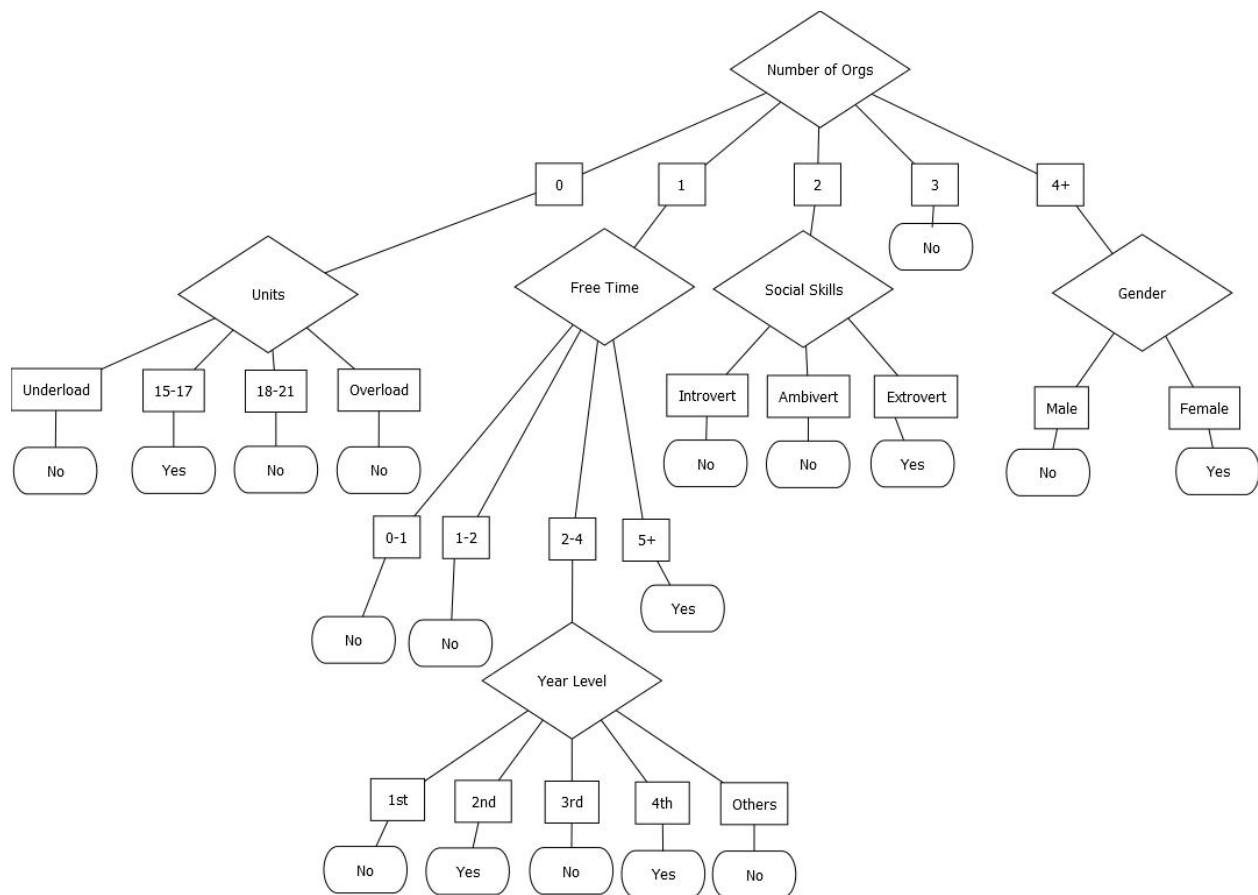 Number of Orgs
0
1
2
3
4+
No
Units
Free Time
Social Skills
Gender
Underload
15-17
18-21
Overload
Introvert
Ambivert
Extrovert
Male
Female
No
Yes
No
No
No
No
Yes
No
Yes
0-1
1-2
2-4
5+
No
No
Yes
Year Level
1st
2nd
3rd
4th
Others
No
Yes
No
Yes
No